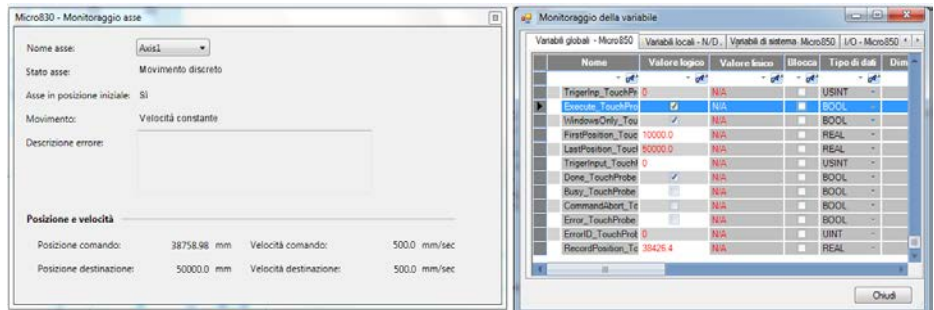 Micro830 - Monitoraggio asse
Nome asse: Axis1
Stato asse: Movimento discreto
Asse in posizione iniziale: Sì
Movimento: Velocità constante
Descrizione errore:
Posizione e velocità
Posizione comando: 38758.98 mm Velocità comando: 500.0 mm/sec
Posizione destinazione: 50000.0 mm Velocità destinazione: 500.0 mm/sec
Monitoraggio della variabile
Variabili globali - Micro850 Variabili locali - N/D Variabili di sistema Micro850 I/O - Micro850
Nome Valore logico Valore fisico Blocca Tipo di dati Dim
TrigerInp_TouchPr 0 N/A USINT
Execute_TouchPro N/A BOOL
WindowsOnly_Tou N/A BOOL
FirstPosition_Touc 10000.0 N/A REAL
LastPosition_Toucl 50000.0 N/A REAL
TrigerInput_Touchl 0 N/A USINT
Done_TouchProbe N/A BOOL
Busy_TouchProbe N/A BOOL
CommandAbort_Tc N/A BOOL
Error_TouchProbe N/A BOOL
ErrorID_TouchProt 0 N/A UINT
RecordPosition_Tc 38426.4 N/A REAL
Chiudi